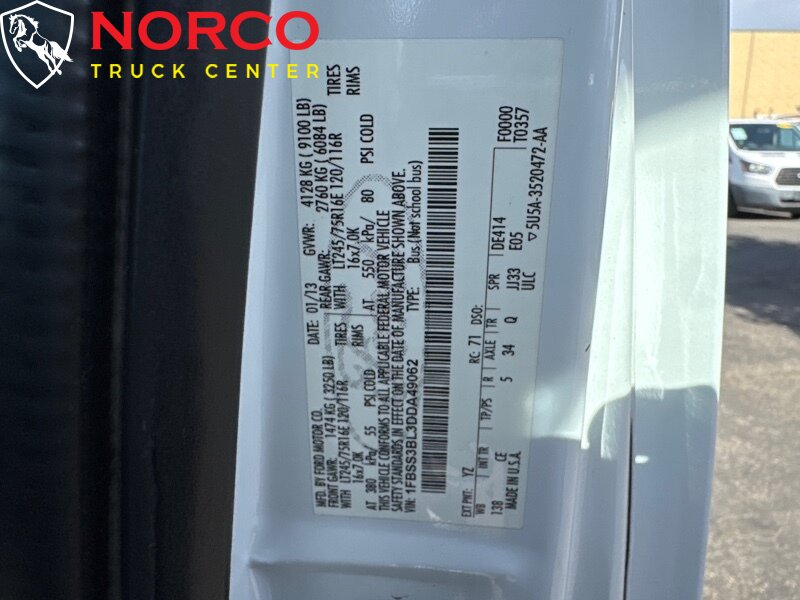 NORCO
TRUCK CENTER
MFD. BY FORD MOTOR CO.
DATE: 01/13 GVWR: 4128 KG ( 9100 LB)
FRONT GAWR: 1474 KG ( 3250 LB) REAR GAWR: 2760 KG ( 6084 LB)
WITH LT245/75R16E 120/116R TIRES WITH LT245/75R16E 120/116R TIRES
16x7.0K RIMS 16x7.0K RIMS
AT 380 kPa/ 55 PSI COLD AT 550 kPa/ 80 PSI COLD
THIS VEHICLE CONFORMS TO ALL APPLICABLE FEDERAL MOTOR VEHICLE
SAFETY STANDARDS IN EFFECT ON THE DATE OF MANUFACTURE SHOWN ABOVE.
VIN: 1FBSS3BL3DDA49062 TYPE: Bus (Not school bus)
EXT PNT: YZ RC: 71 DSO: F0000
WB INT TR TP/PS R AXLE TR SPR DE414 T0357
138 CE 5 34 Q JJ33 E05
MADE IN U.S.A. ULC ▽5U5A-3520472-AA